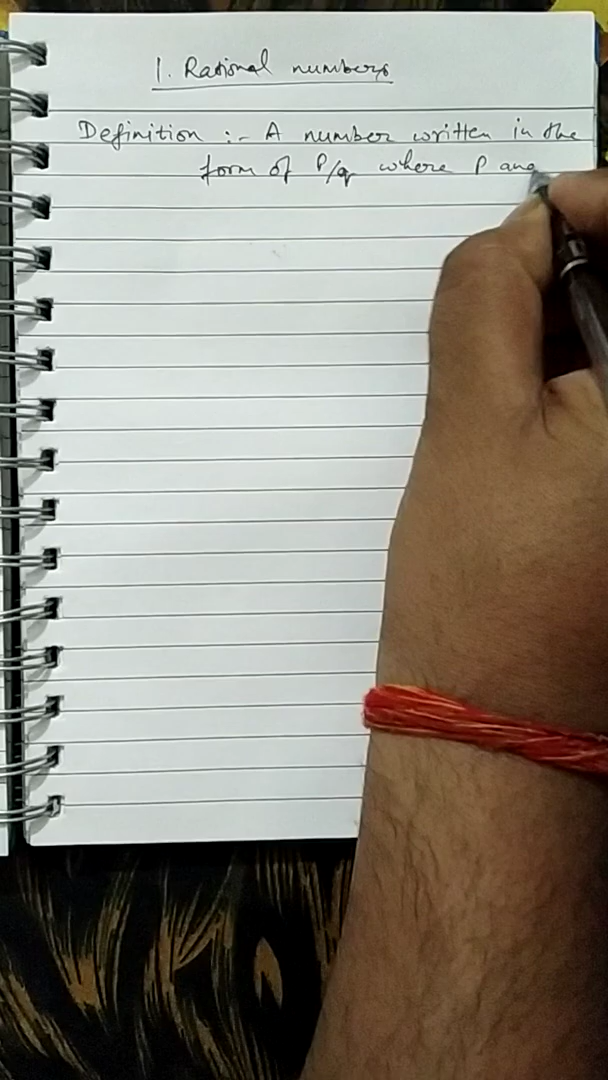 1. Rational numbers
Definition :- A number written in the
form of P/q where P and